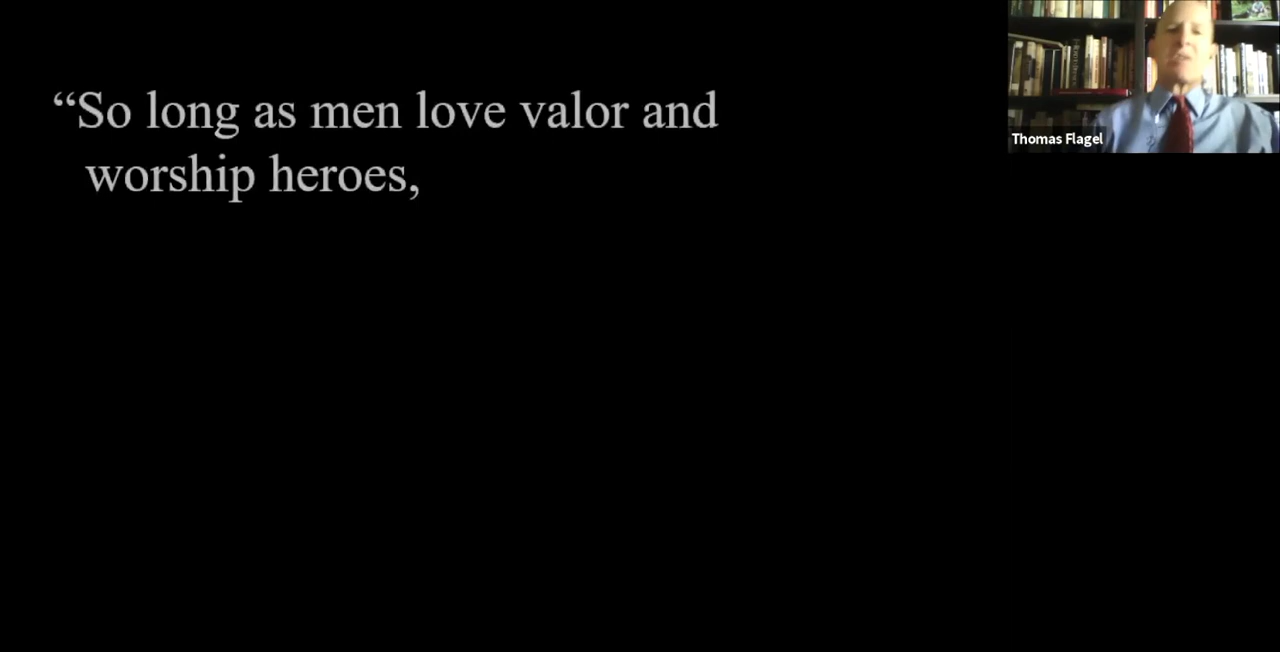 “So long as men love valor and
worship heroes,
Thomas Flagel